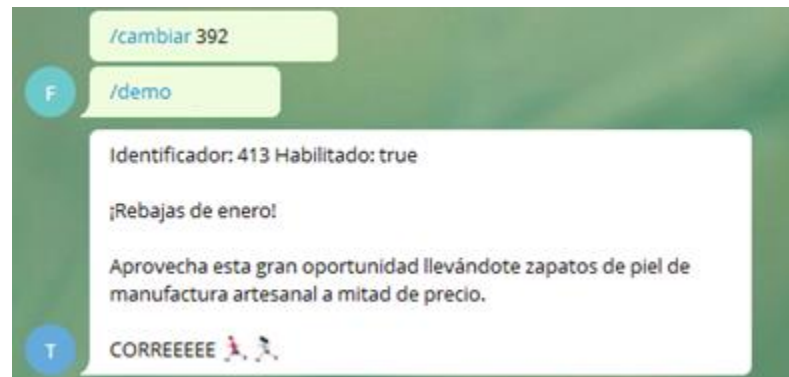 /cambiar 392
F
/demo
Identificador: 413 Habilitado: true
¡Rebajas de enero!
Aprovecha esta gran oportunidad llevándote zapatos de piel de
manufactura artesanal a mitad de precio.
T
CORREEEEE 🏃‍♀️ 🏃